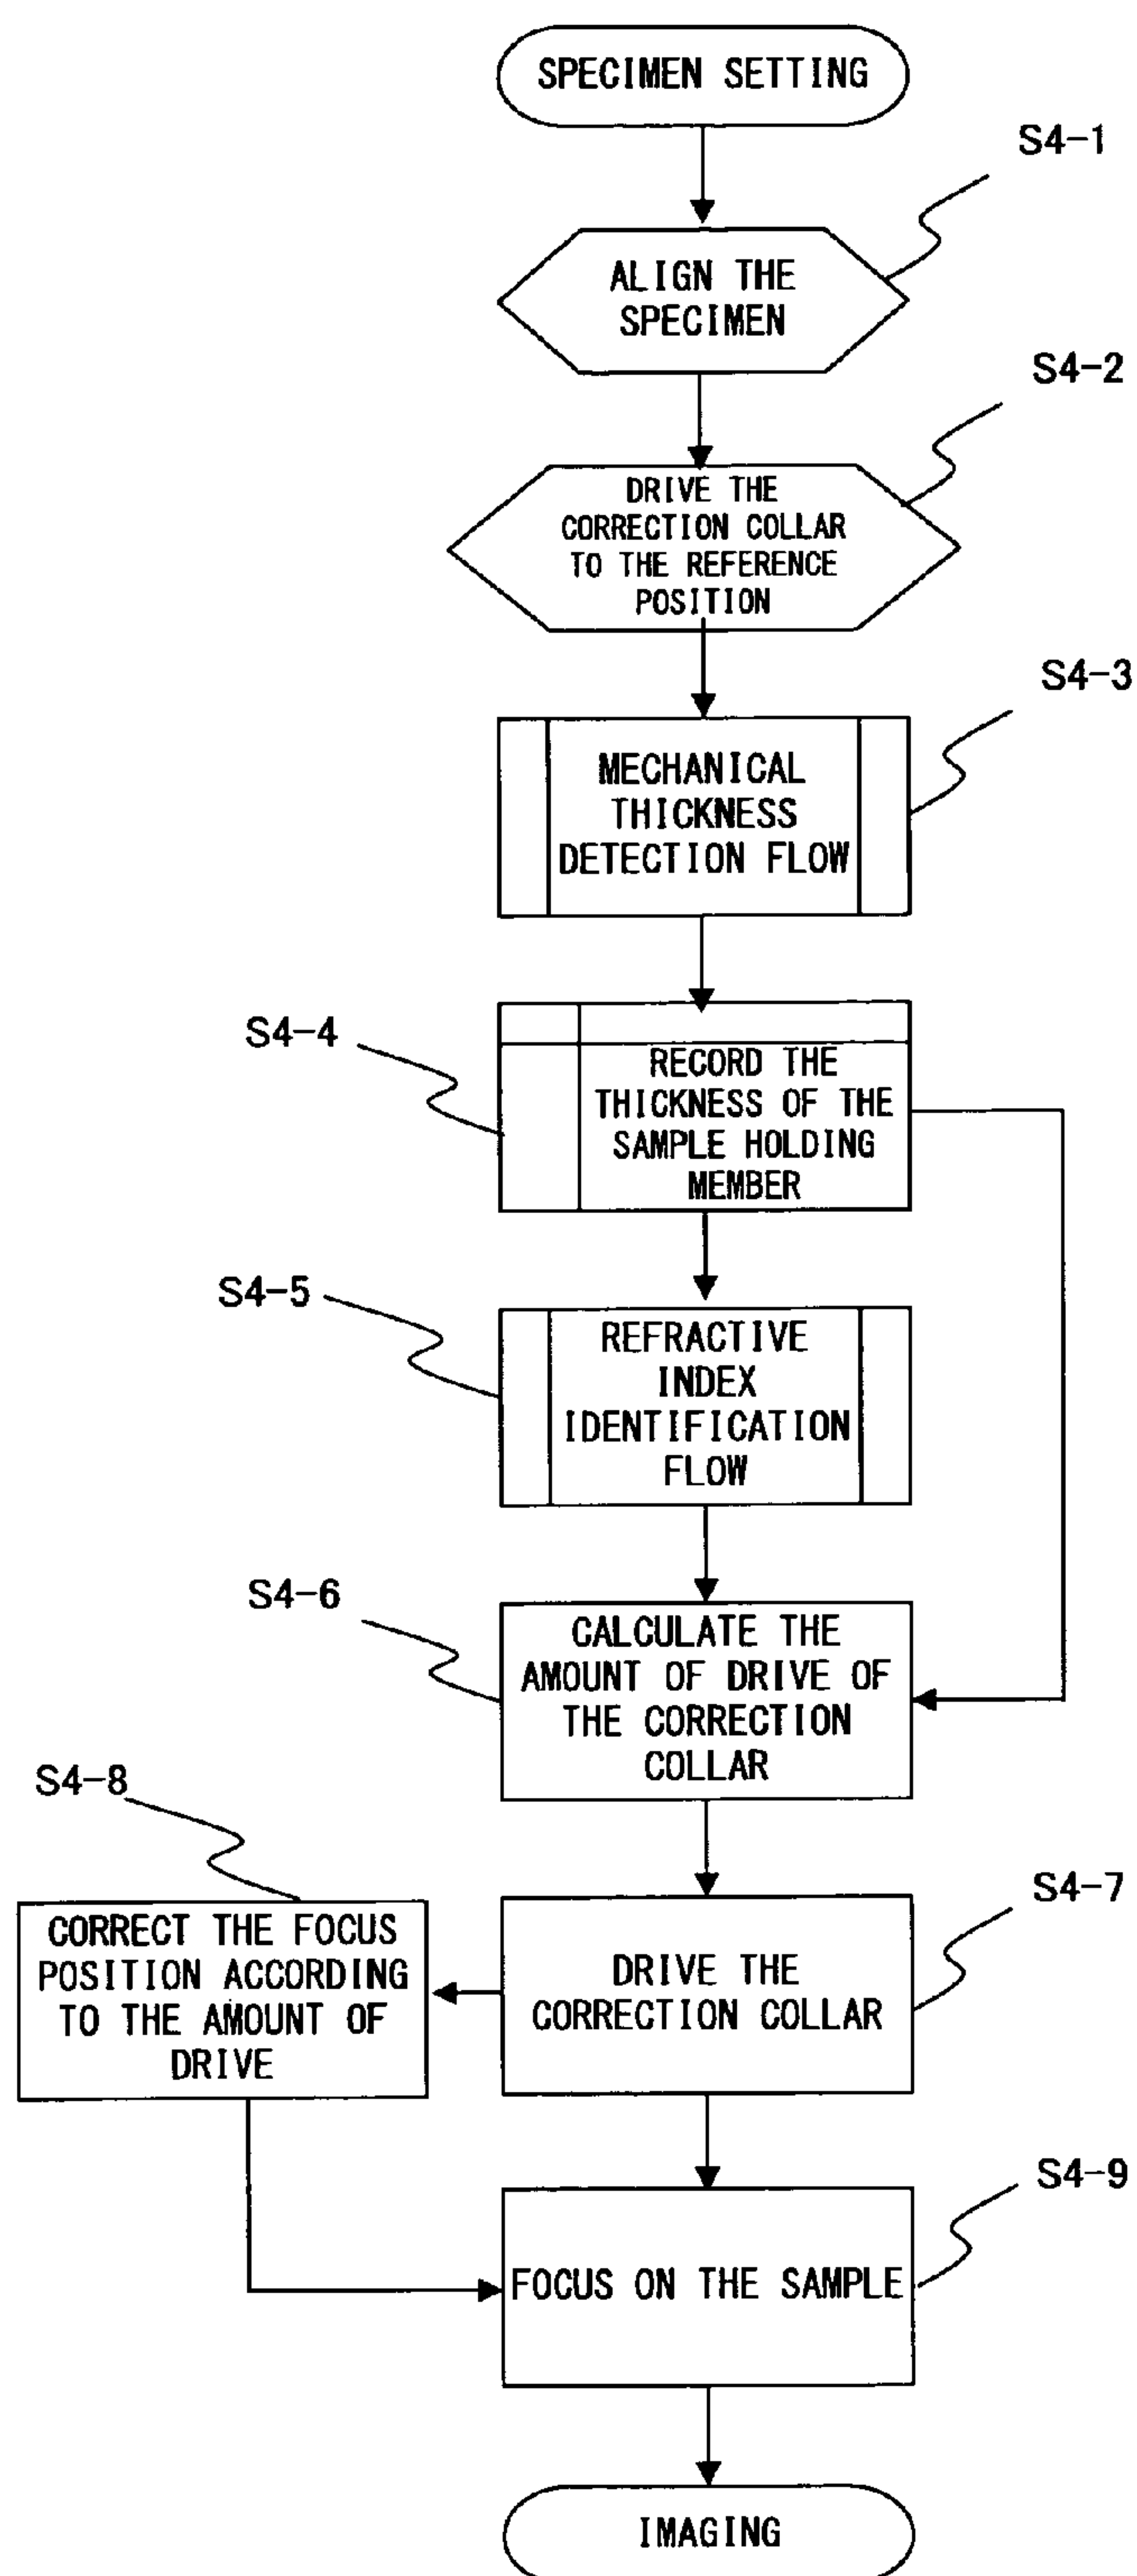 SPECIMEN SETTING
S4-1
ALIGN THE
SPECIMEN
S4-2
DRIVE THE
CORRECTION COLLAR
TO THE REFERENCE
POSITION
S4-3
MECHANICAL
THICKNESS
DETECTION FLOW
S4-4
RECORD THE
THICKNESS OF THE
SAMPLE HOLDING
MEMBER
S4-5
REFRACTIVE
INDEX
IDENTIFICATION
FLOW
S4-6
CALCULATE THE
AMOUNT OF DRIVE OF
THE CORRECTION
COLLAR
S4-8
CORRECT THE FOCUS
POSITION ACCORDING
TO THE AMOUNT OF
DRIVE
S4-7
DRIVE THE
CORRECTION COLLAR
S4-9
FOCUS ON THE SAMPLE
IMAGING